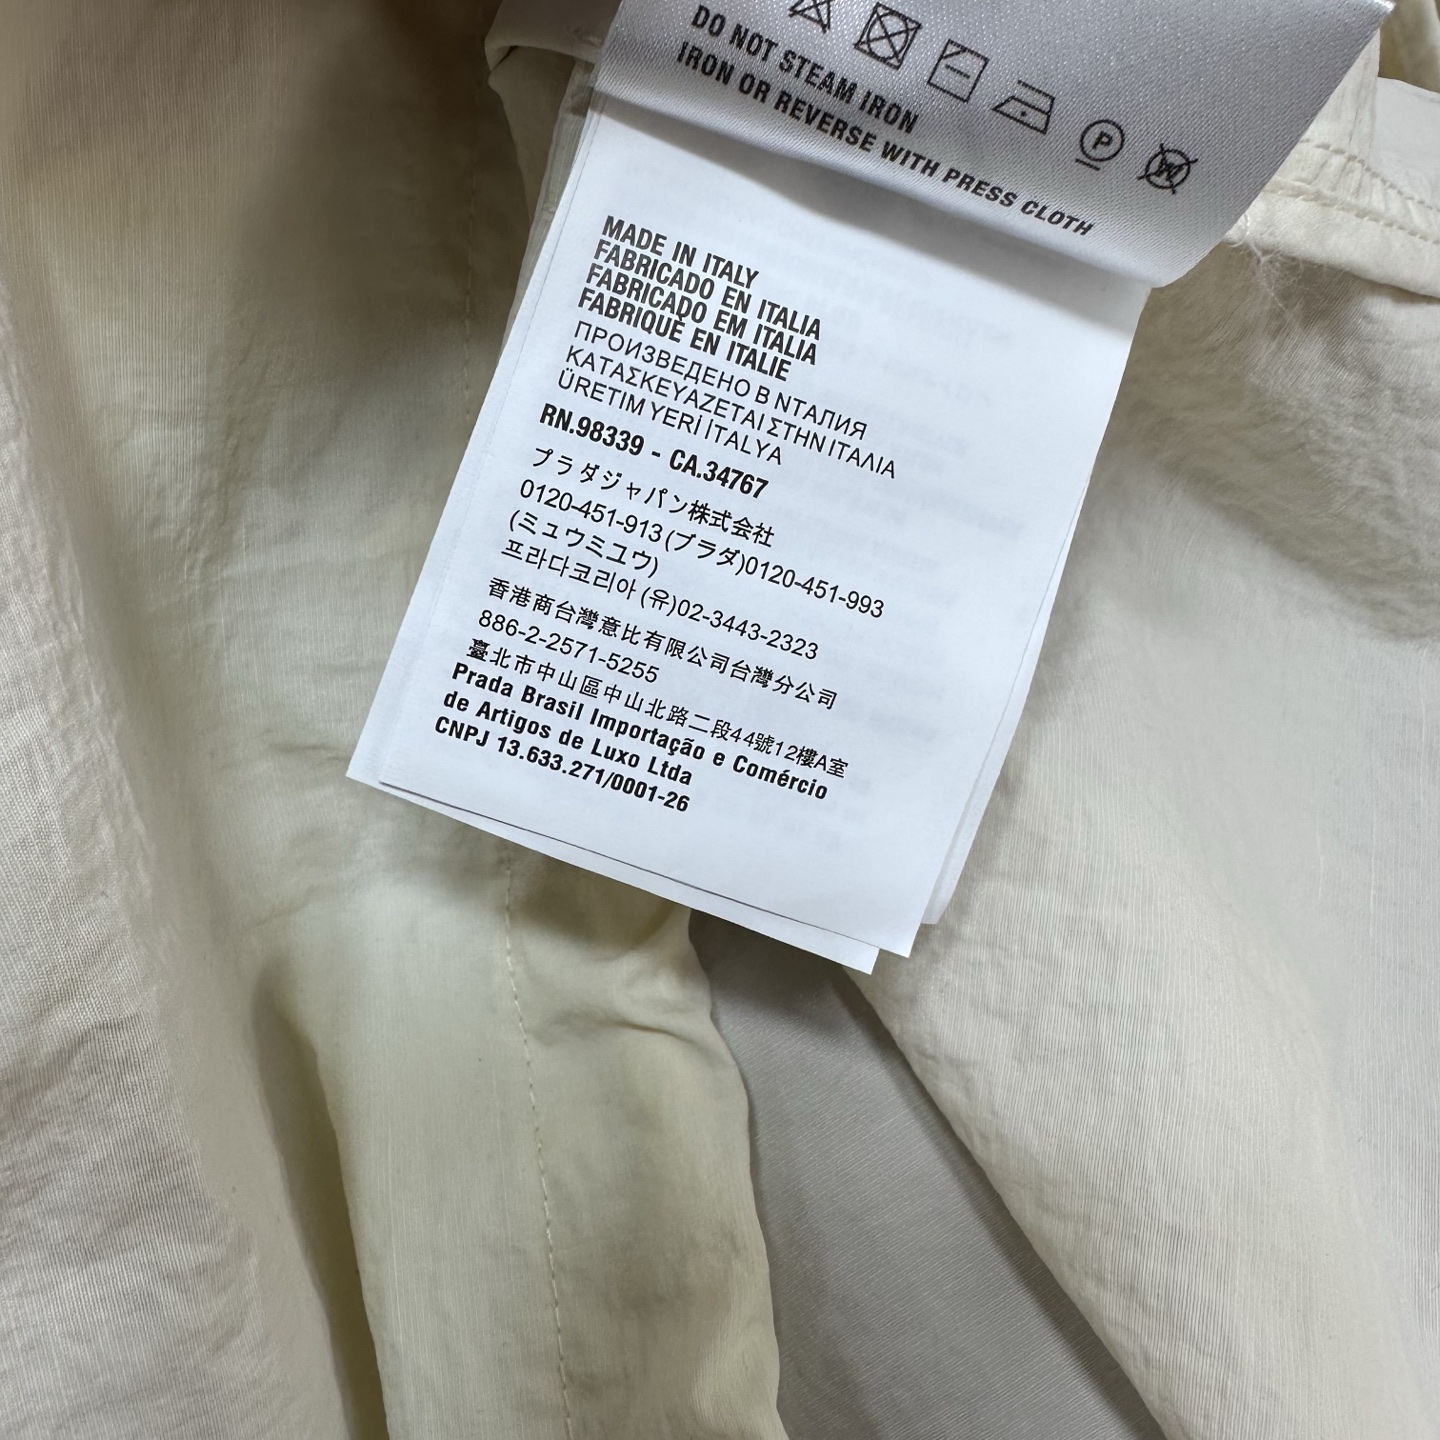 DO NOT STEAM IRON
IRON OR REVERSE WITH PRESS CLOTH
P
W
MADE IN ITALY
FABRICADO EN ITALIA
FABRICADO EM ITALIA
FABRIQUÈ EN ITALIE
ПРОИЗВЕДЕНО В NТАЛИЯ
ΚΑΤΑΣΚΕΥΑΖΕΤΑΙ ΣΤΗΝ ΙΤΑΛΙΑ
ÜRETIM YERİ İTALYA
RN.98339 - CA.34767
プラダジャパン株式会社
0120-451-913 (プラダ)0120-451-993
(ミュウミユウ)
프라다코리아 (유)02-3443-2323
香港商台灣意比有限公司台灣分公司
886-2-2571-5255
臺北市中山區中山北路二段44號12樓A室
Prada Brasil Importação e Comércio
de Artigos de Luxo Ltda
CNPJ 13.633.271/0001-26